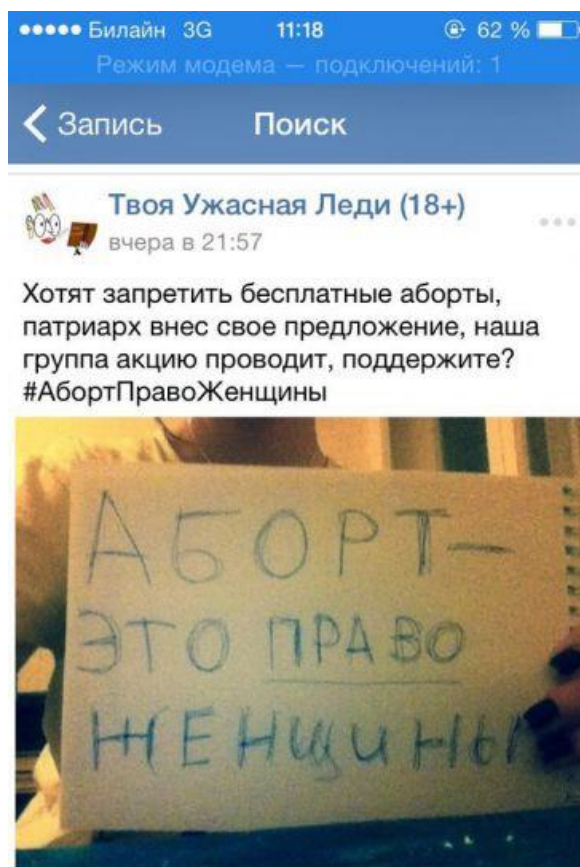 Билайн 3G 11:18 62 %
Режим модема — подключений: 1
Запись Поиск
Твоя Ужасная Леди (18+)
вчера в 21:57
Хотят запретить бесплатные аборты,
патриарх внес свое предложение, наша
группа акцию проводит, поддержите?
#АбортПравоЖенщины
АБОРТ—
ЭТО ПРАВО
ЖЕНЩИНЫ